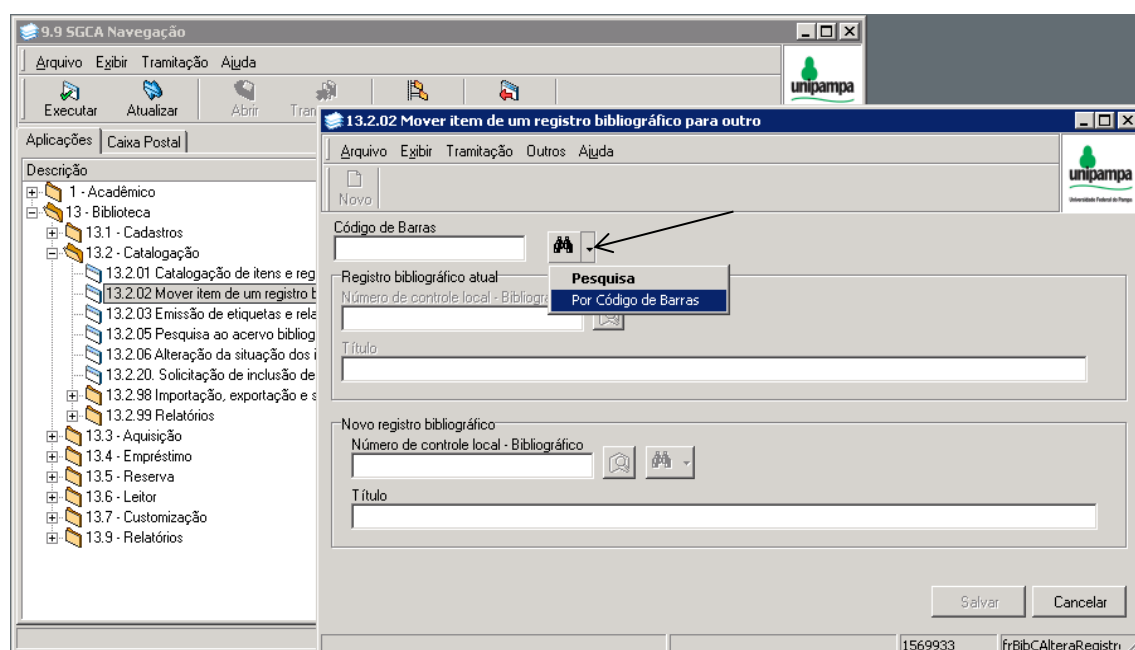 9.9 SGCA Navegação
Arquivo Exibir Tramitação Ajuda
Executar Atualizar Abrir
unipampa
Aplicações Caixa Postal
Descrição
1 - Acadêmico
13 - Biblioteca
13.1 - Cadastros
13.2 - Catalogação
13.2.01 Catalogação de itens e reg
13.2.02 Mover item de um registro b
13.2.03 Emissão de etiquetas e rela
13.2.05 Pesquisa ao acervo bibliog
13.2.06 Alteração da situação dos i
13.2.20. Solicitação de inclusão de
13.2.98 Importação, exportação e s
13.2.99 Relatórios
13.3 - Aquisição
13.4 - Empréstimo
13.5 - Reserva
13.6 - Leitor
13.7 - Customização
13.9 - Relatórios
13.2.02 Mover item de um registro bibliográfico para outro
Arquivo Exibir Tramitação Outros Ajuda
Novo
unipampa
Universidade Federal do Pampa
Código de Barras
Pesquisa
Por Código de Barras
Registro bibliográfico atual
Número de controle local - Bibliogr
Título
Novo registro bibliográfico
Número de controle local - Bibliográfico
Título
Salvar Cancelar
1569933 frBibCAlteraRegistr